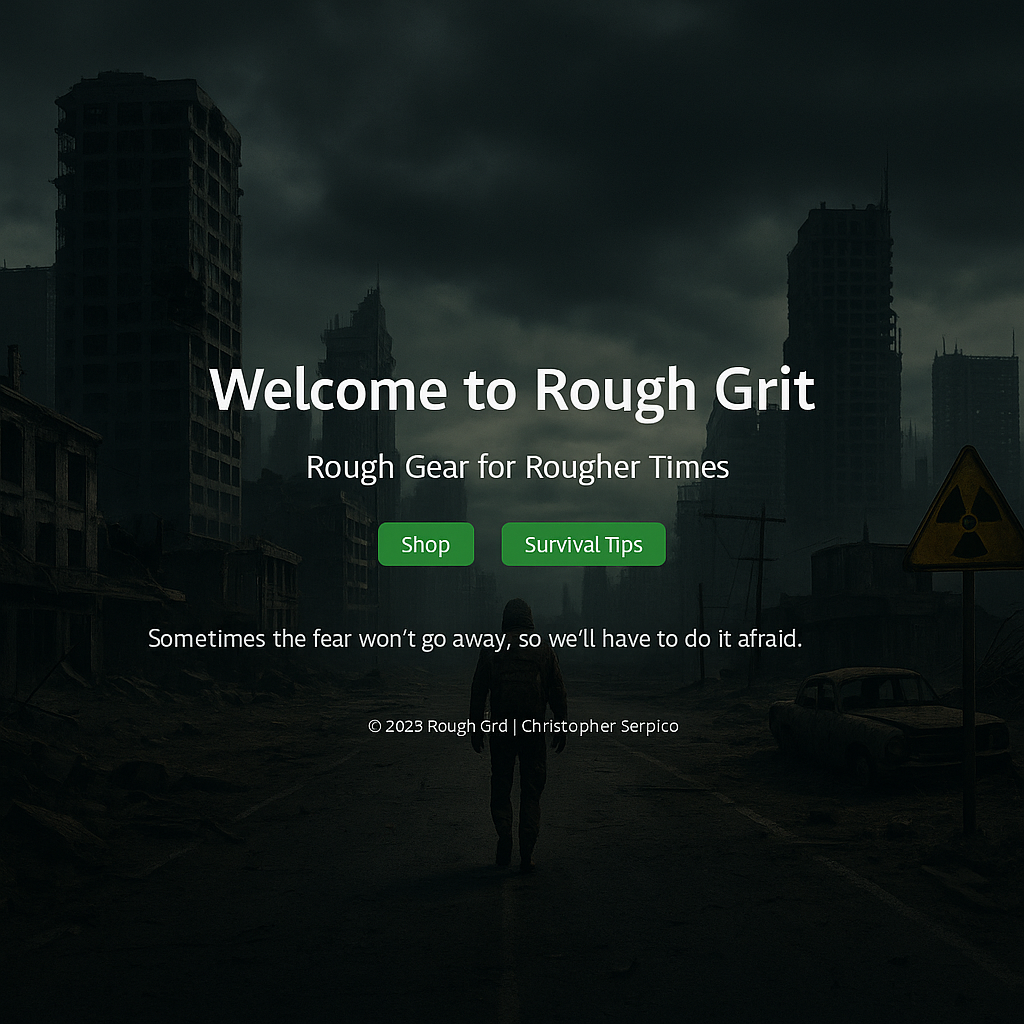 Welcome to Rough Grit
Rough Gear for Rougher Times
Shop
Survival Tips
Sometimes the fear won’t go away, so we’ll have to do it afraid.
© 2023 Rough Grd | Christopher Serpico